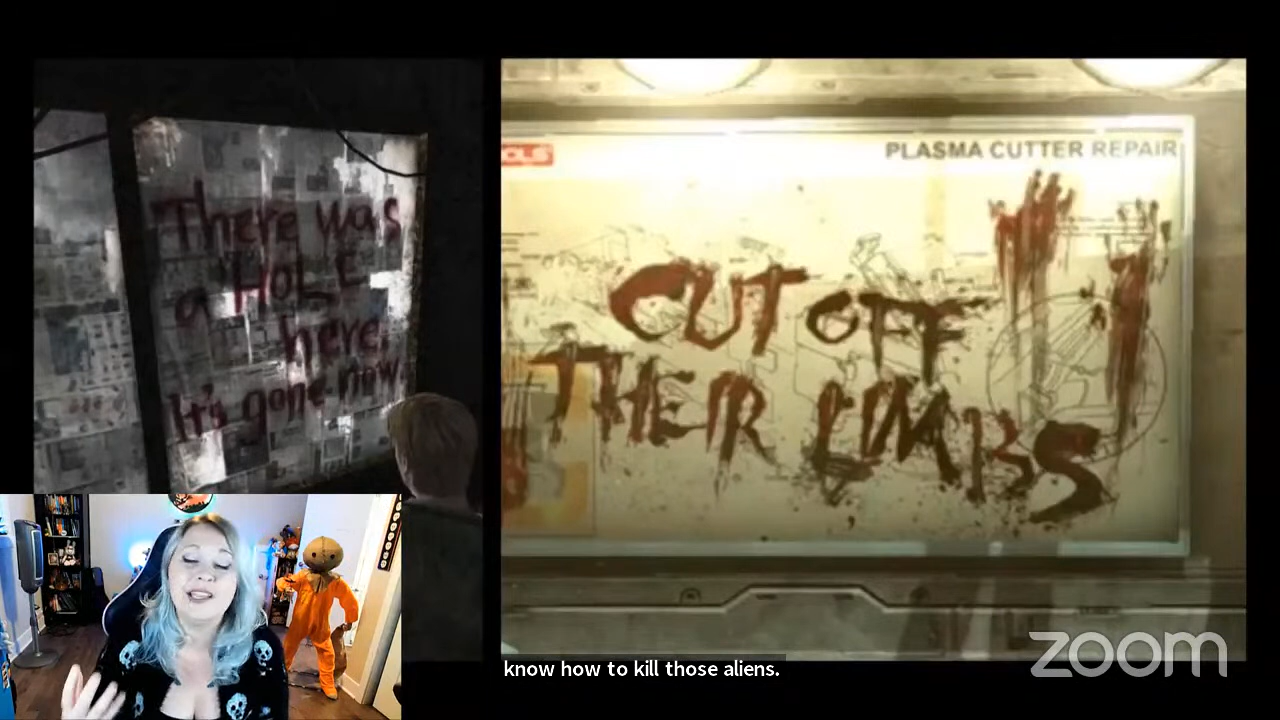 There was
a HoLE
here.
It's gone now
PLASMA CUTTER REPAIR
CUT OFF
THEIR LIMBS
know how to kill those aliens.
zoom